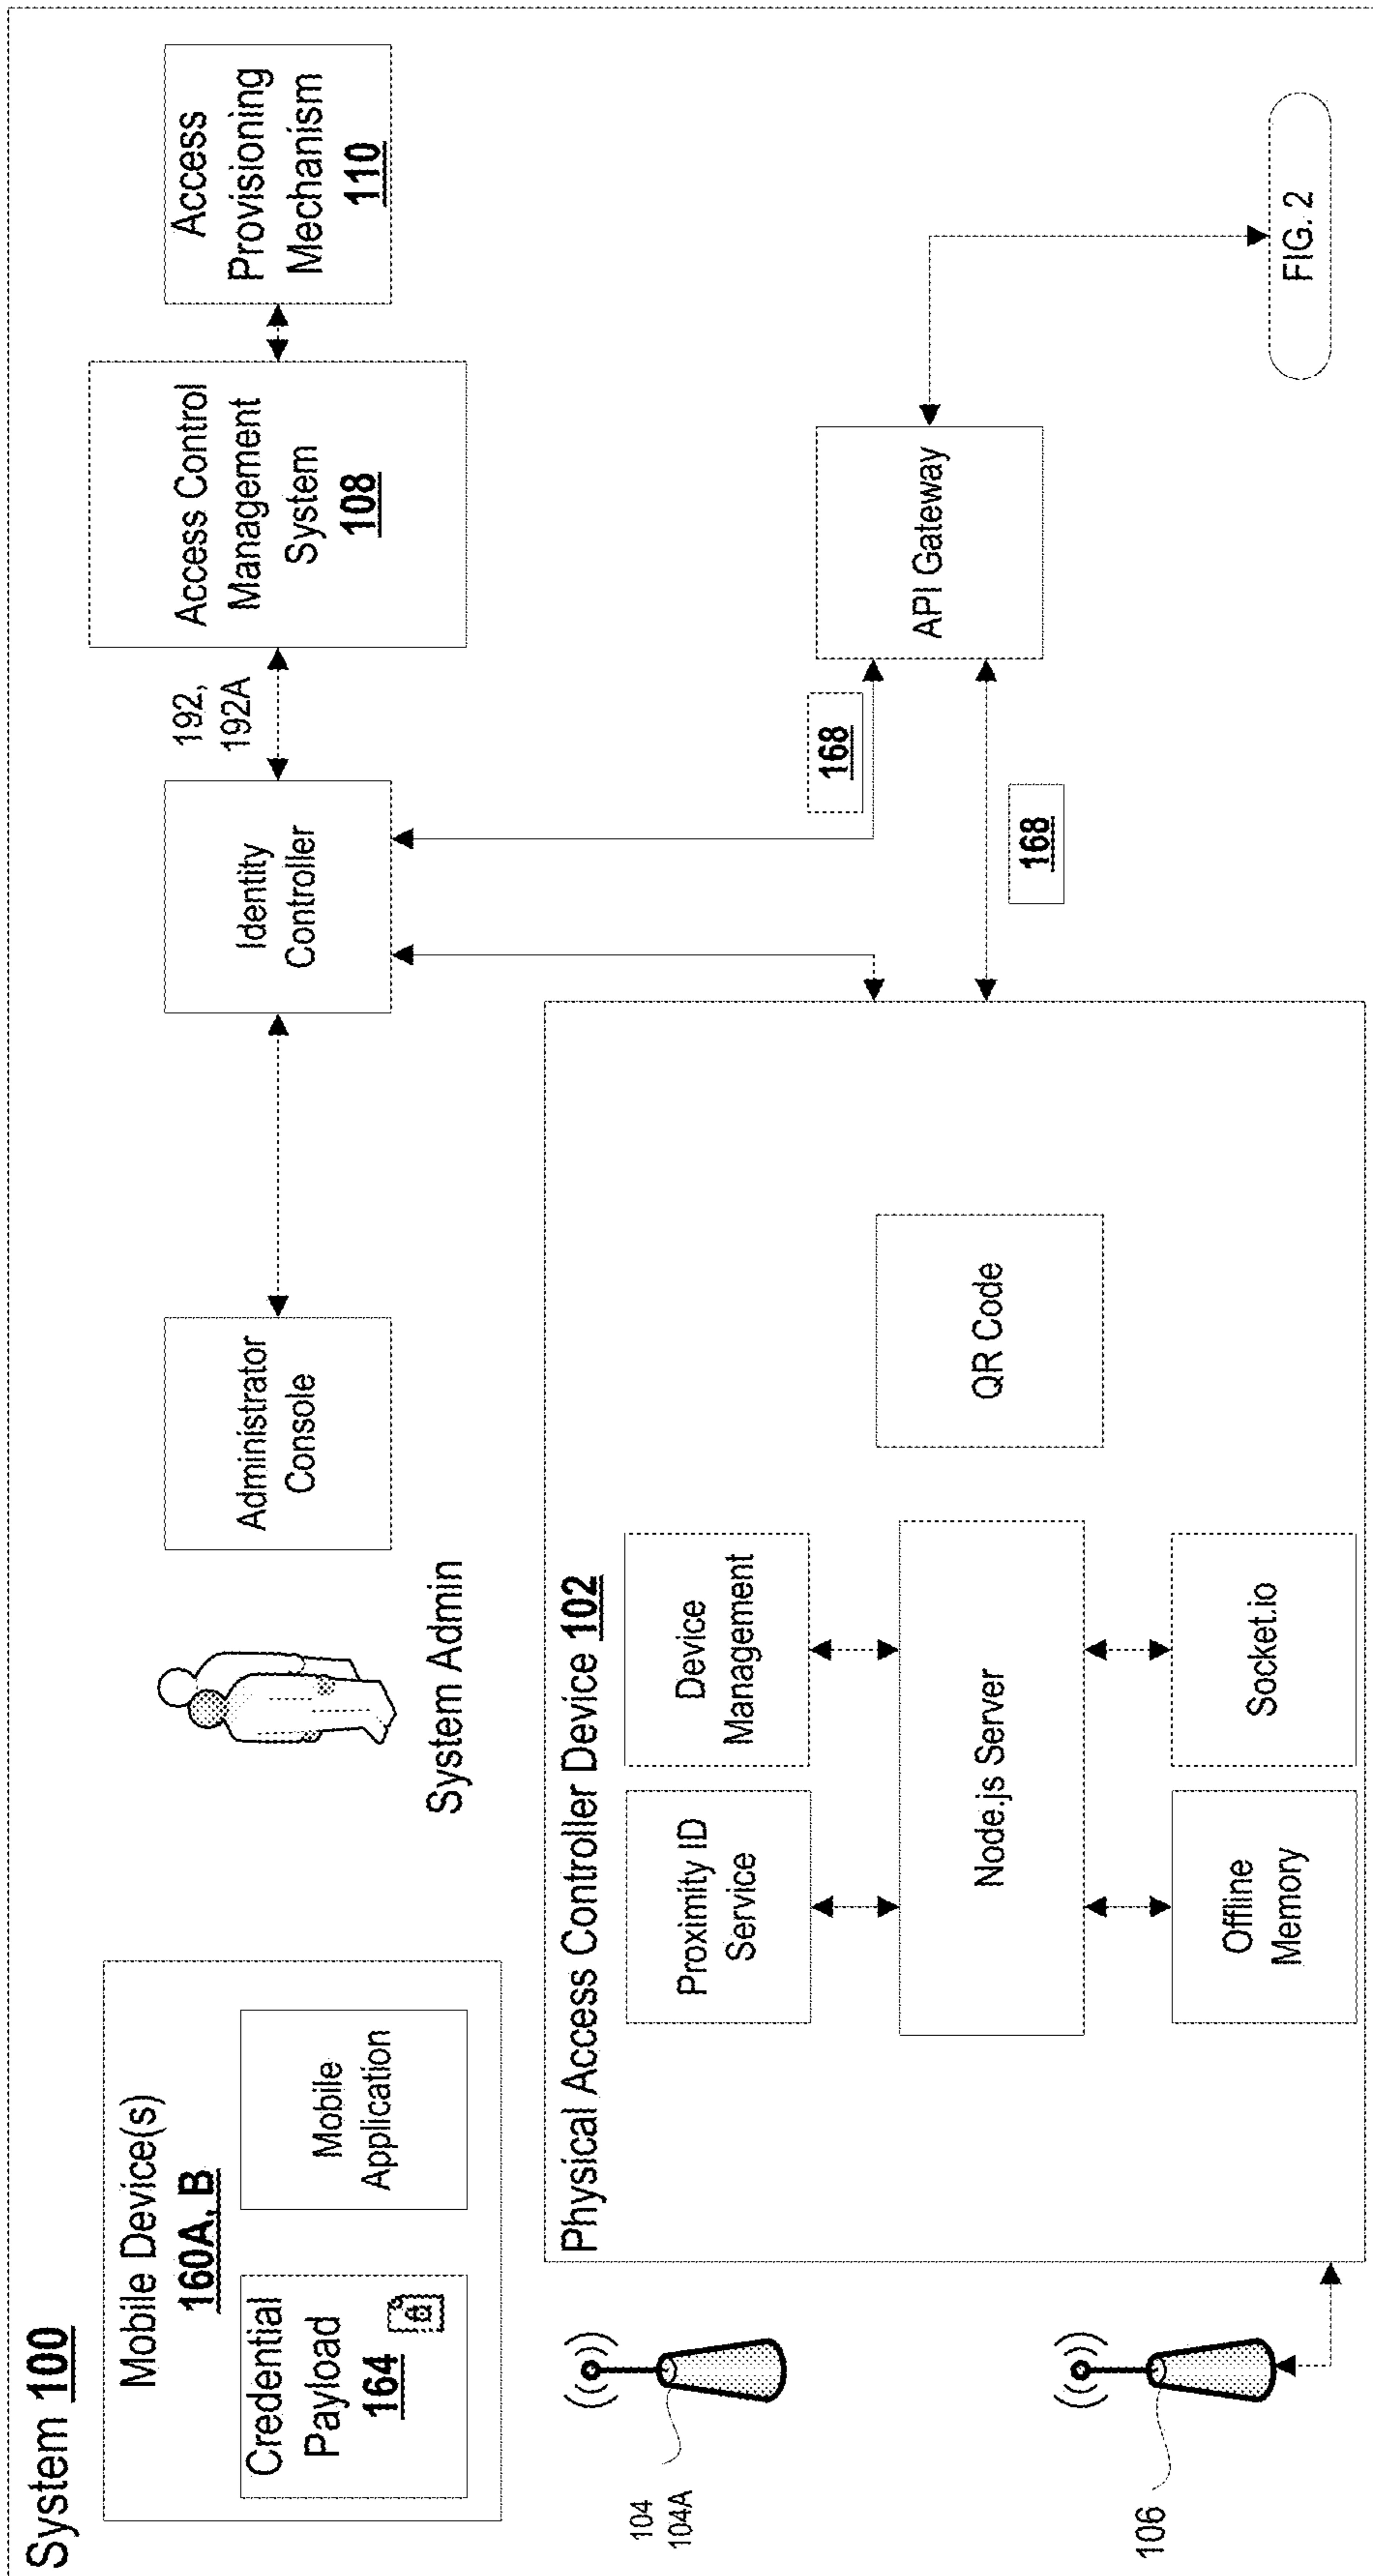 System 100
Mobile Device(s)
160A, B
Credential
Payload
164
Mobile
Application
System Admin
Administrator
Console
Identity
Controller
192,
192A
Access Control
Management
System
108
Access
Provisioning
Mechanism
110
104
104A
106
Physical Access Controller Device 102
Proximity ID
Service
Device
Management
Node.js Server
Offline
Memory
Socket.io
QR Code
168
168
API Gateway
FIG. 2